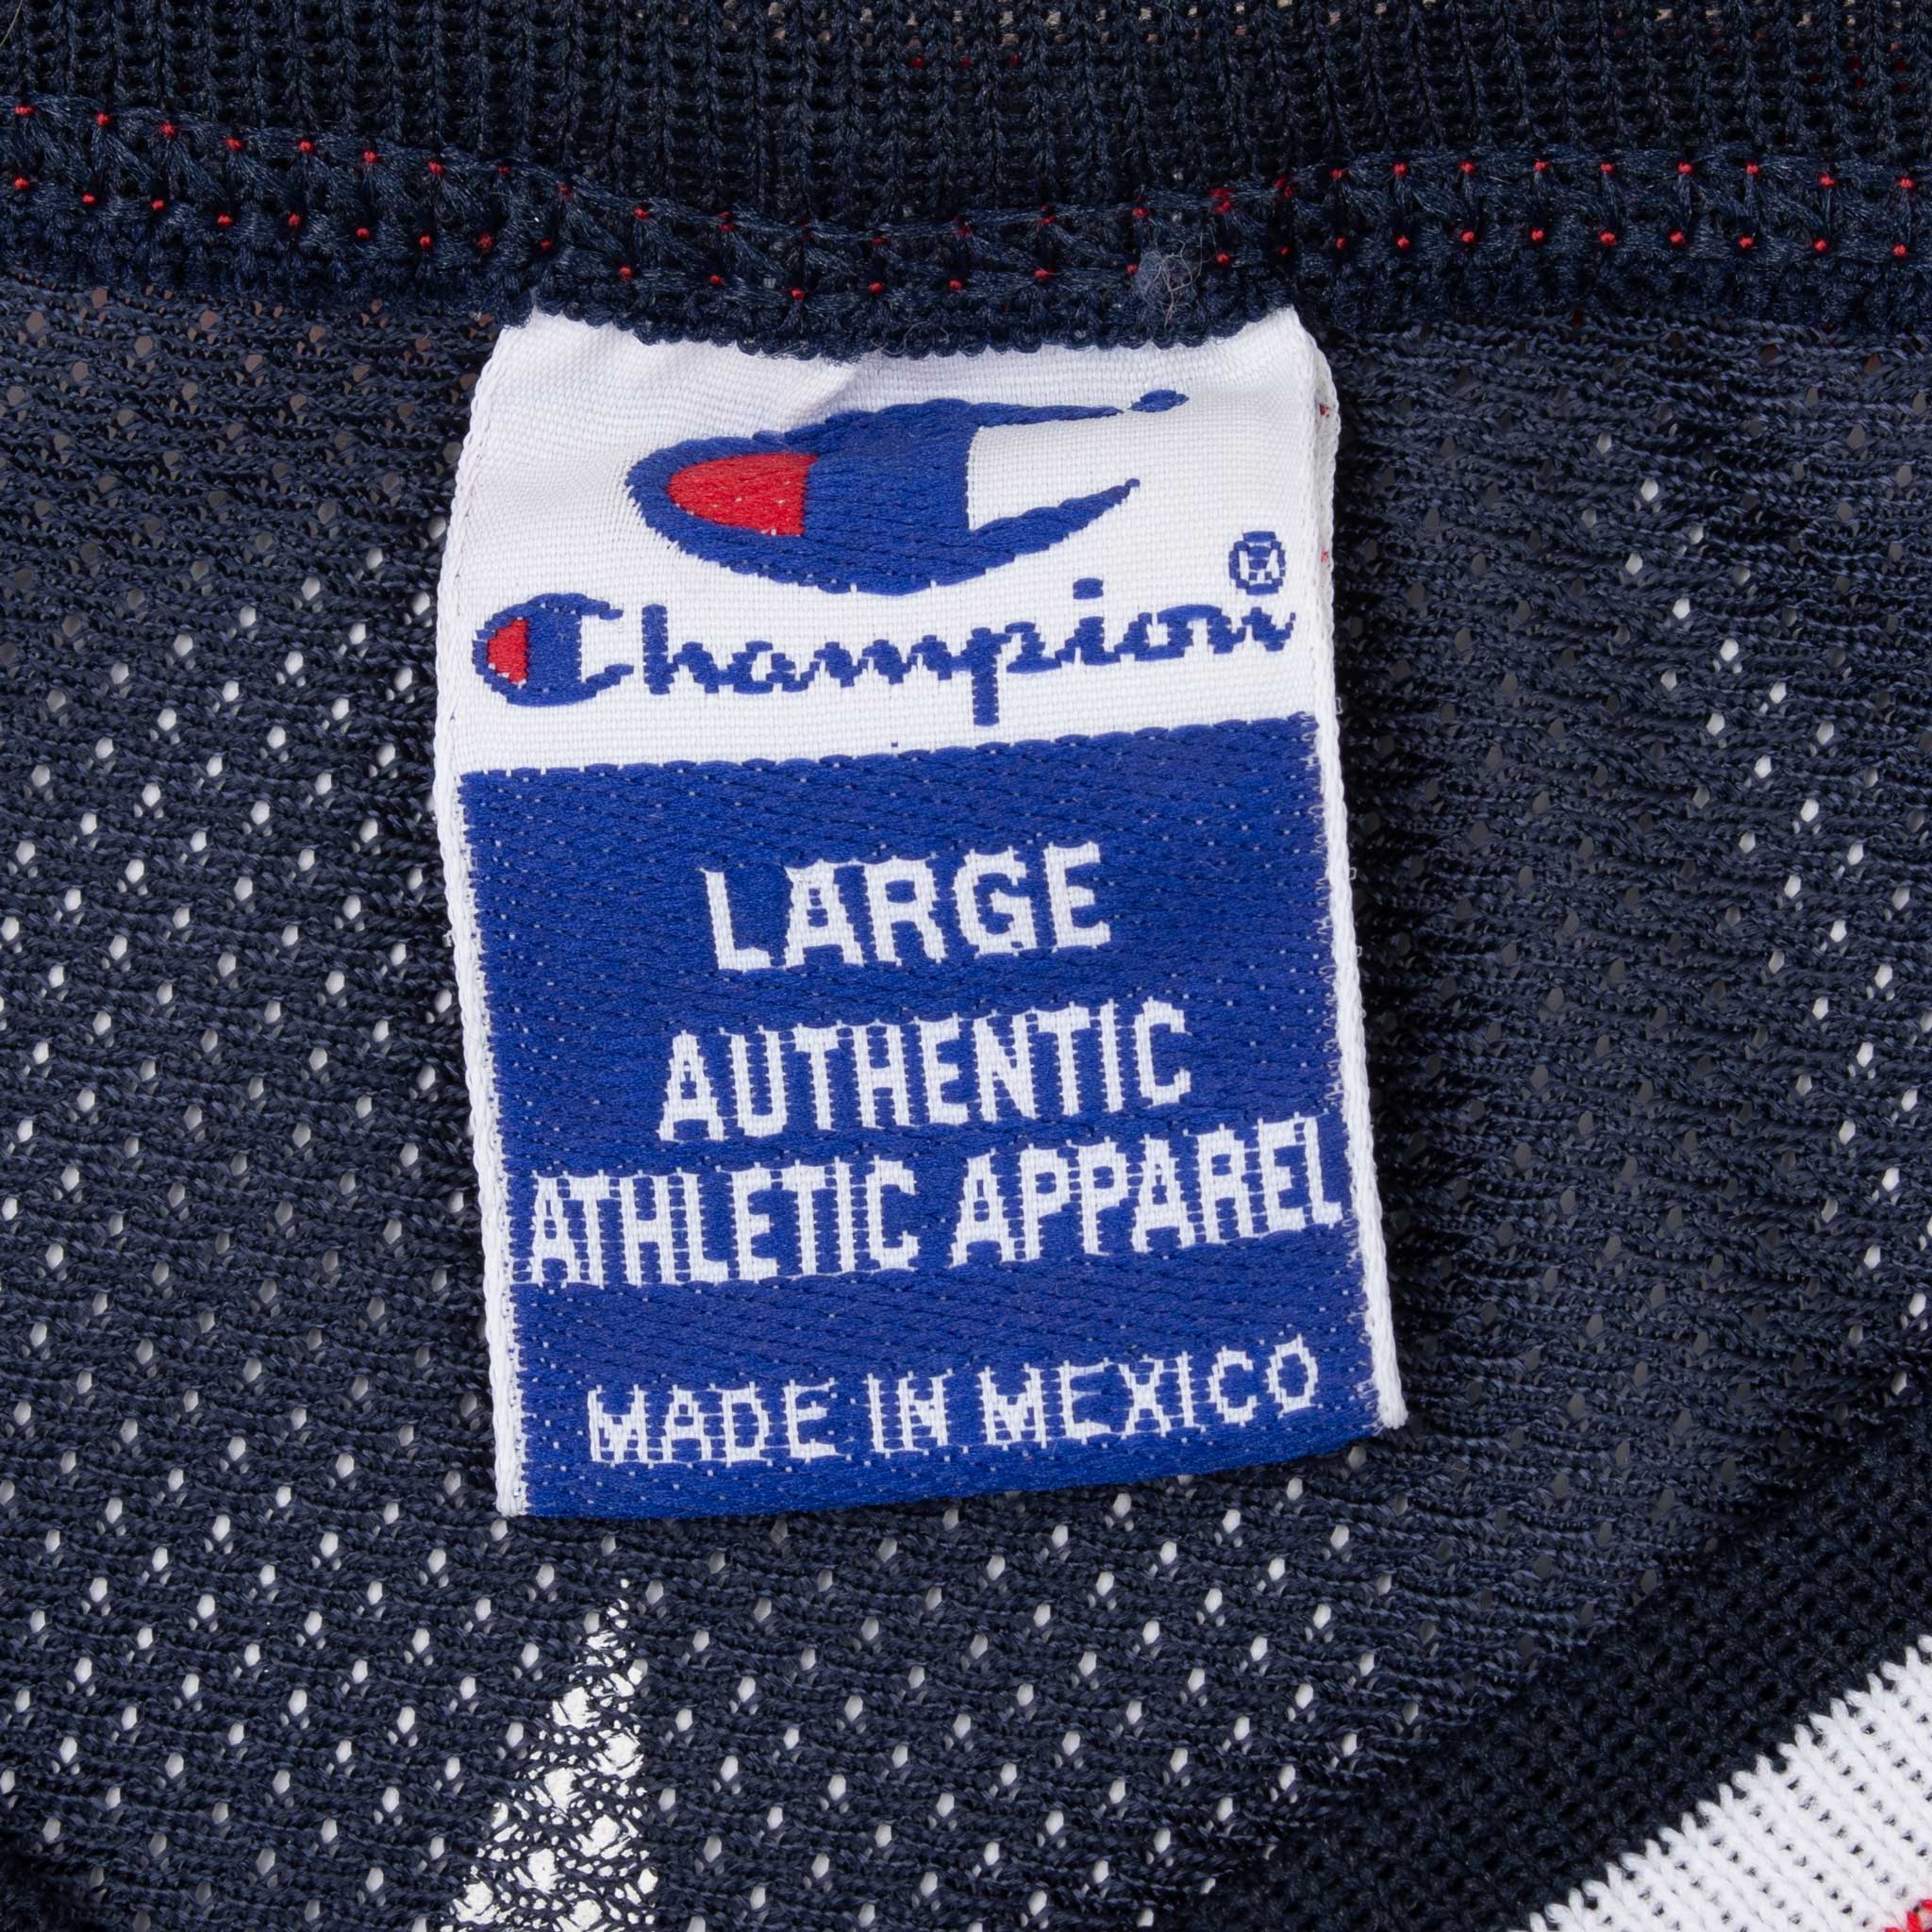 Champion®
LARGE
AUTHENTIC
ATHLETIC APPAREL
MADE IN MEXICO